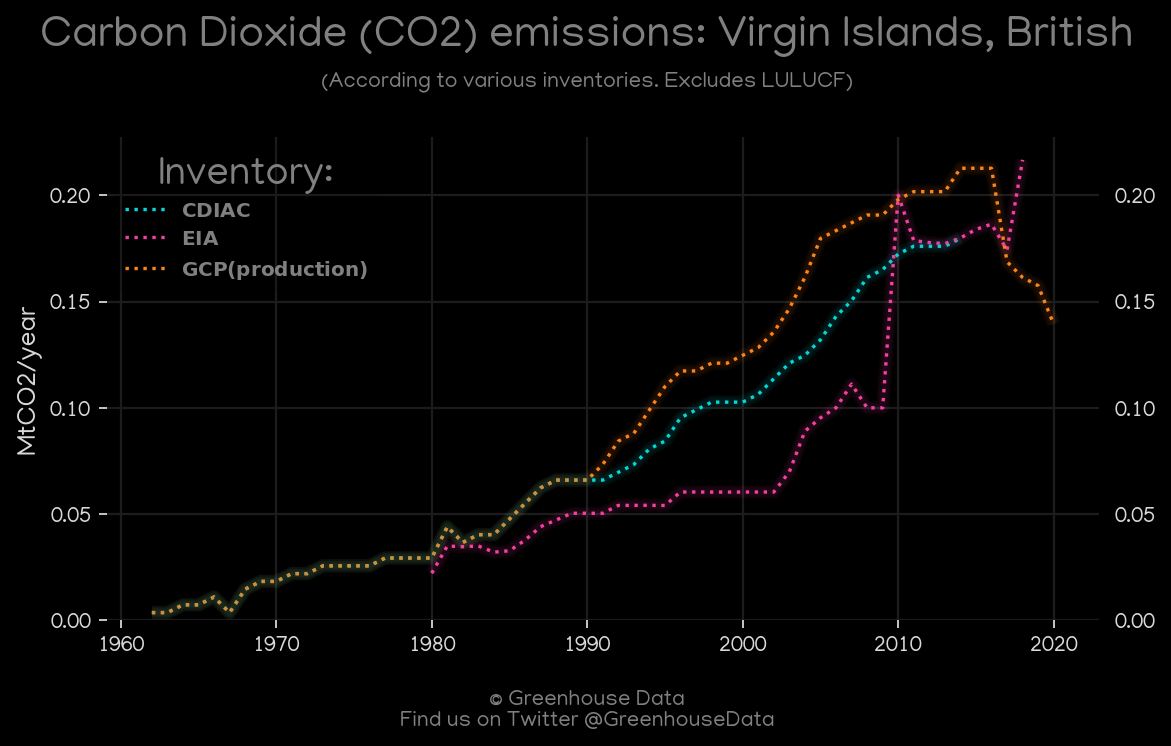 Carbon Dioxide (CO2) emissions: Virgin Islands, British
(According to various inventories. Excludes LULUCF)
Inventory:
CDIAC
EIA
GCP(production)
MtCO2/year
0.20
0.15
0.10
0.05
0.00
0.20
0.15
0.10
0.05
0.00
1960 1970 1980 1990 2000 2010 2020
© Greenhouse Data
Find us on Twitter @GreenhouseData